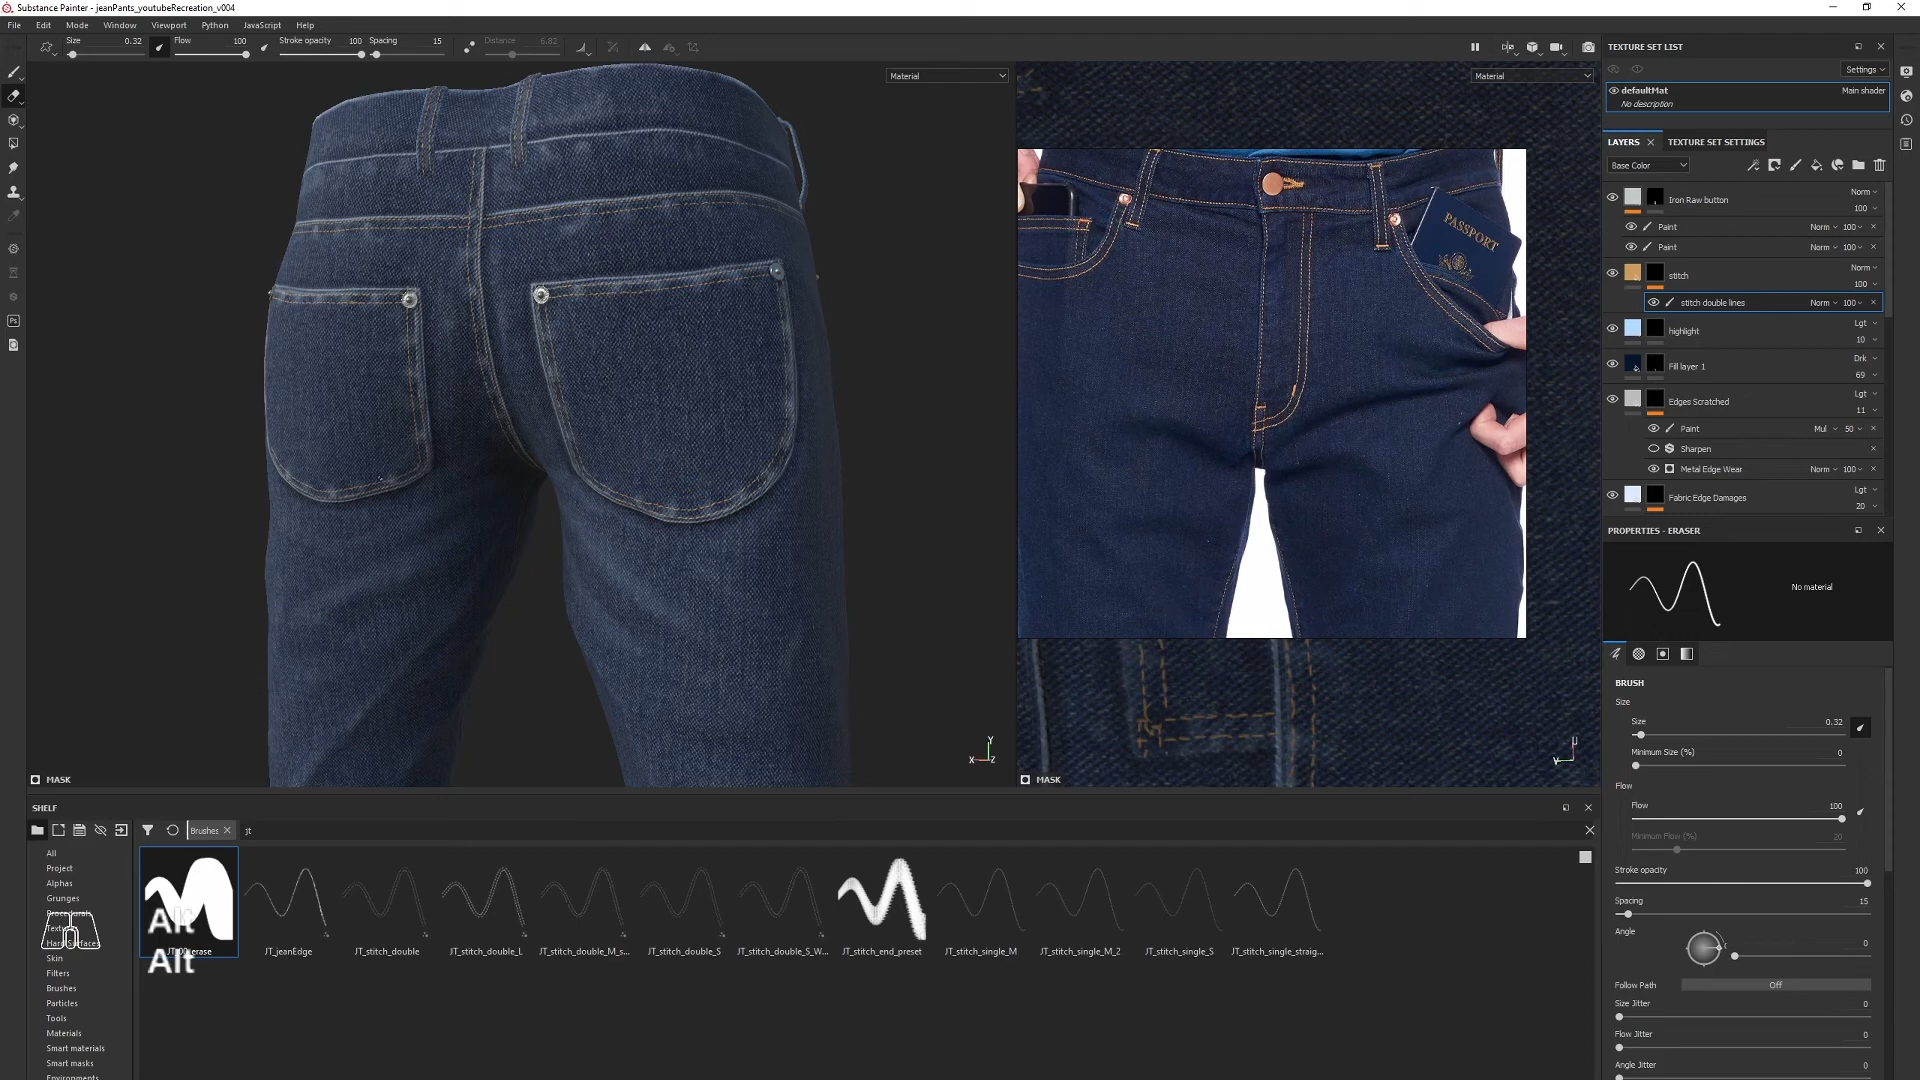 Substance Painter - jeanPants_youtubeRecreation_v004
File Edit Mode Window Viewport Python JavaScript Help
Size 0.32 Flow 100 Stroke opacity 100 Spacing 15 Distance 6.82
Material
Material
PASSPORT
Y
X Z
U
V
MASK
MASK
TEXTURE SET LIST
Settings
defaultMat Main shader
No description
LAYERS TEXTURE SET SETTINGS
Base Color
Iron Raw button Norm
100
Paint Norm 100
Paint Norm 100
stitch Norm
100
stitch double lines Norm 100
highlight Lgt
10
Fill layer 1 Drk
69
Edges Scratched Lgt
11
Paint Mul 50
Sharpen
Metal Edge Wear Norm 100
Fabric Edge Damages Lgt
20
PROPERTIES - ERASER
No material
BRUSH
Size
Size 0.32
Minimum Size (%) 0
Flow
Flow 100
Minimum Flow (%) 20
Stroke opacity 100
Spacing 15
Angle 0
Follow Path Off
Size Jitter 0
Flow Jitter 0
Angle Jitter 0
SHELF
Brushes jt
All
Project
Alphas
Grunges
Procedurals
Hard Surfaces
Skin
Filters
Brushes
Particles
Tools
Materials
Smart materials
Smart masks
Environments
JT_stitch_double
JT_jeanEdge
JT_stitch_double_L
JT_stitch_double_M_s...
JT_stitch_double_S
JT_stitch_double_S_W...
JT_stitch_end_preset
JT_stitch_single_M
JT_stitch_single_M_2
JT_stitch_single_S
JT_stitch_single_straig...
Alt
Alt